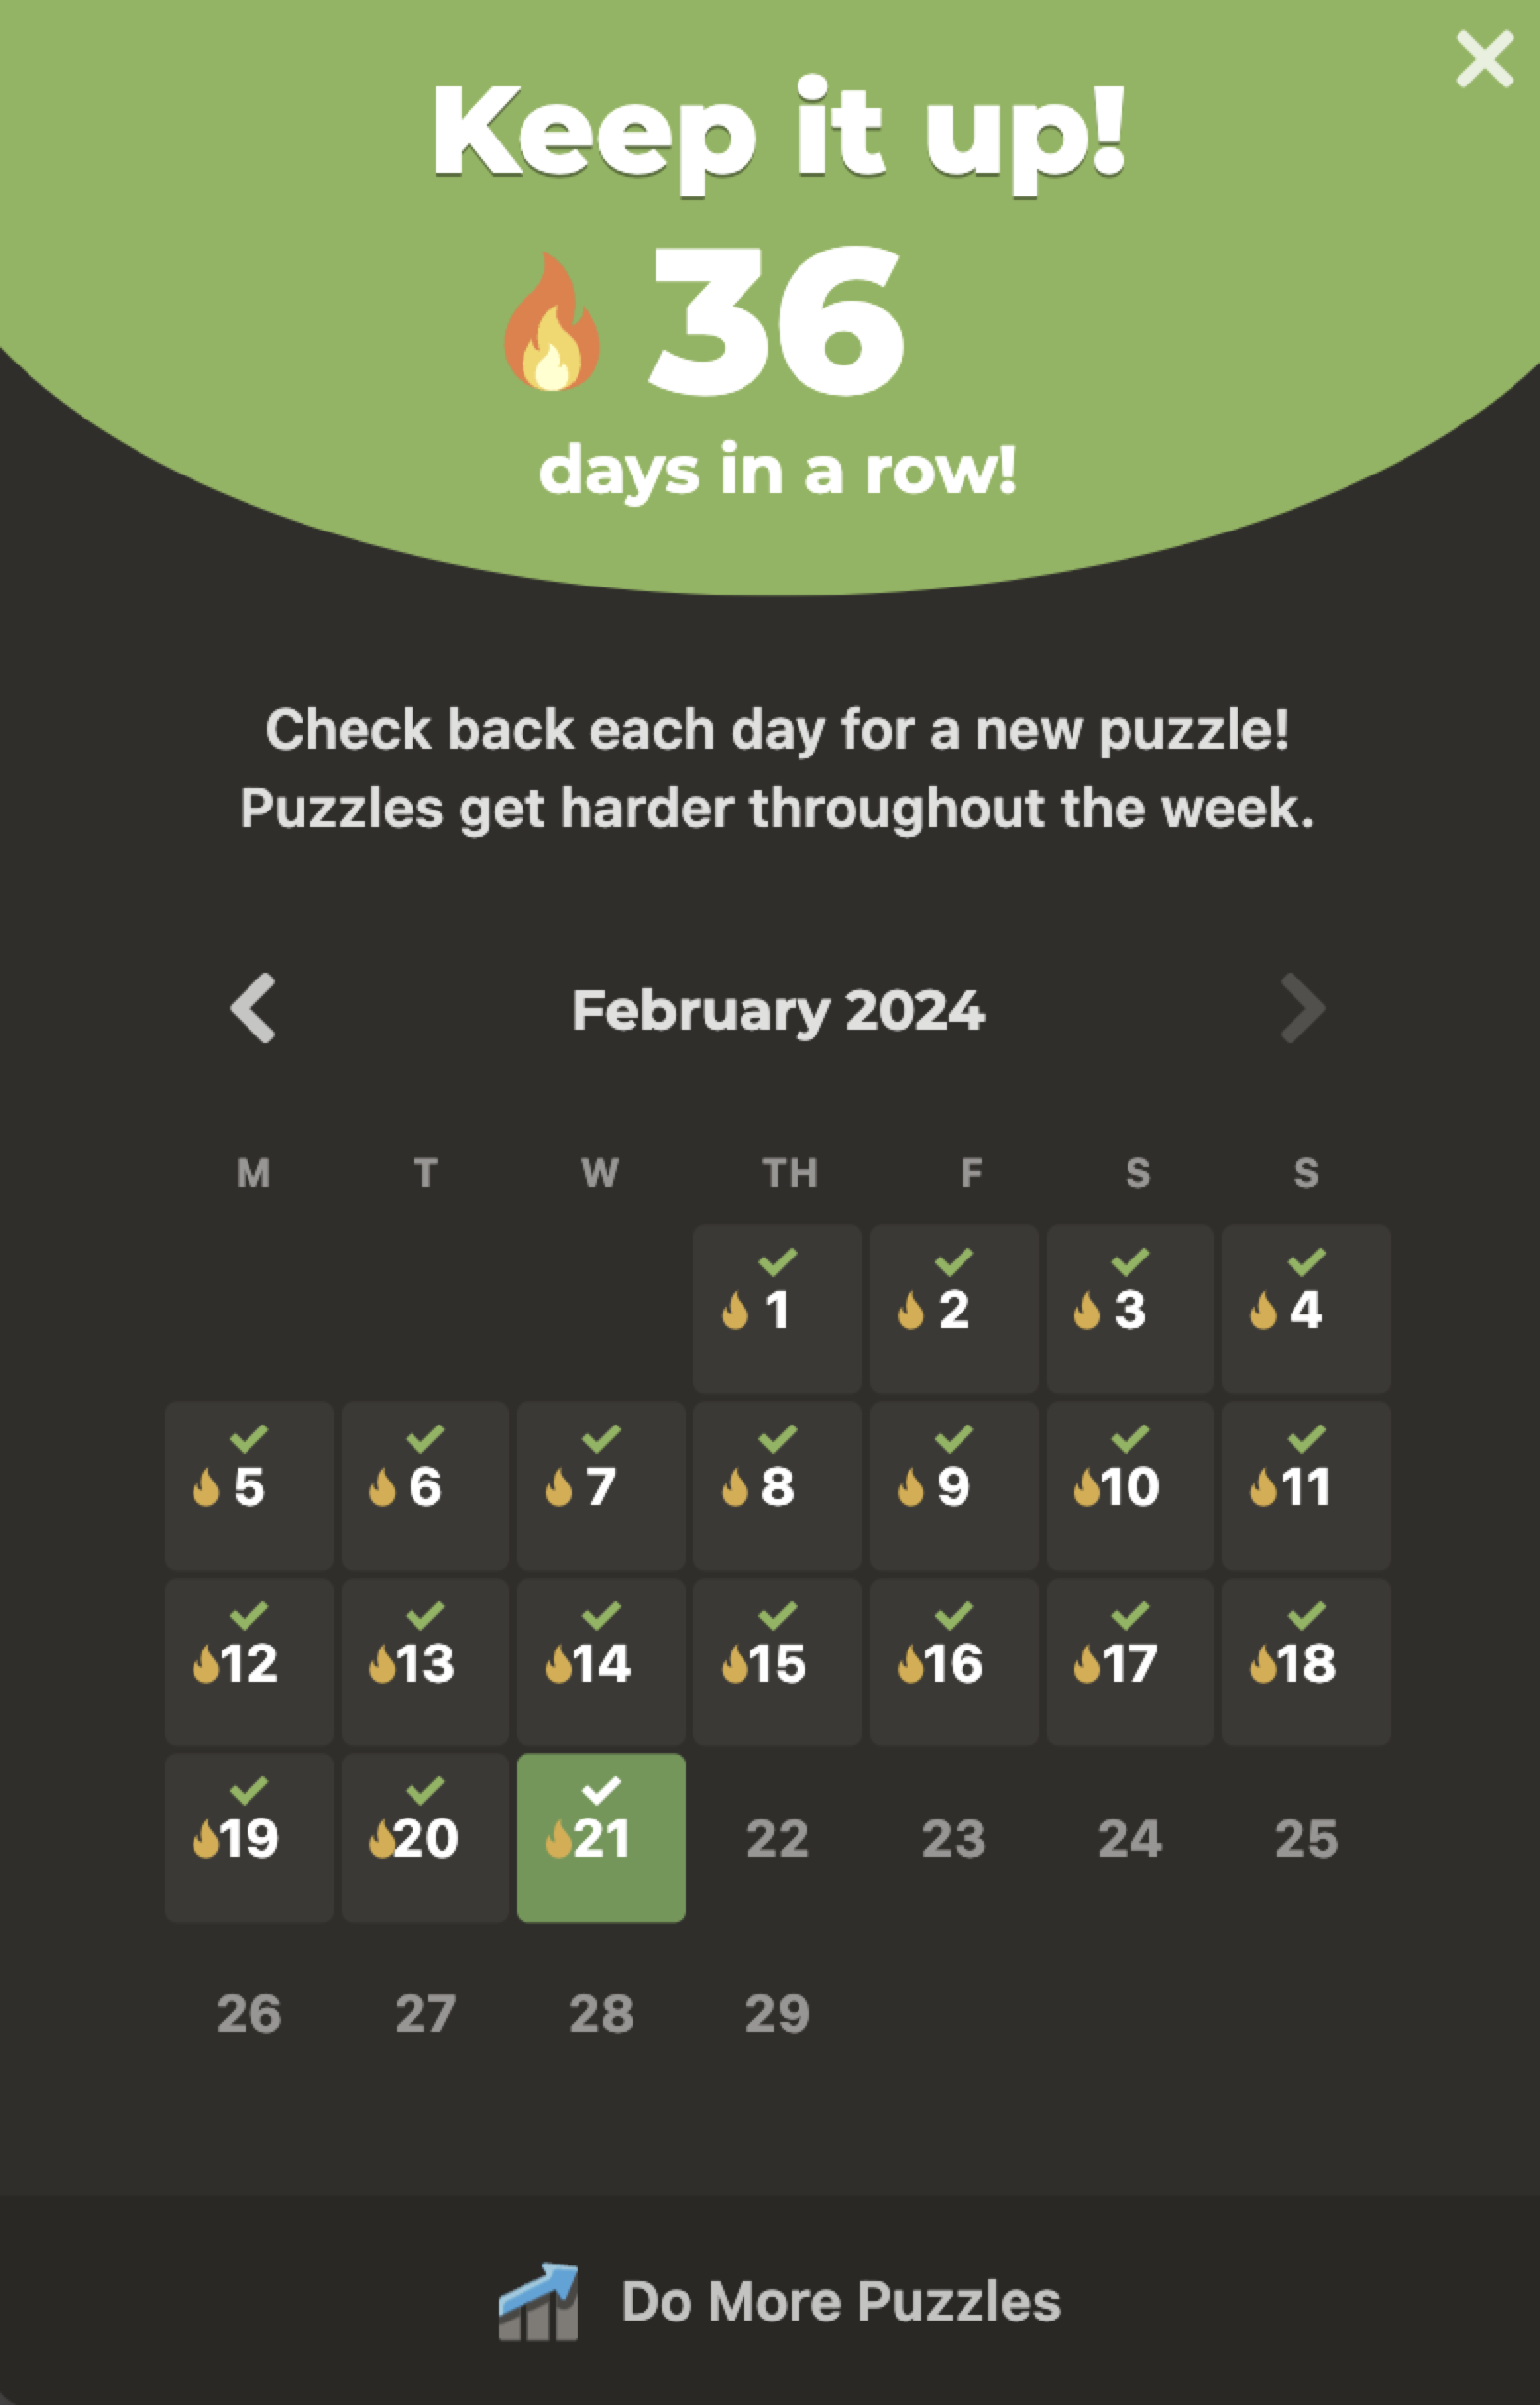 Keep it up!
36
days in a row!
Check back each day for a new puzzle!
Puzzles get harder throughout the week.
February 2024
M T W TH F S S
1 2 3 4
5 6 7 8 9 10 11
12 13 14 15 16 17 18
19 20 21 22 23 24 25
26 27 28 29
Do More Puzzles